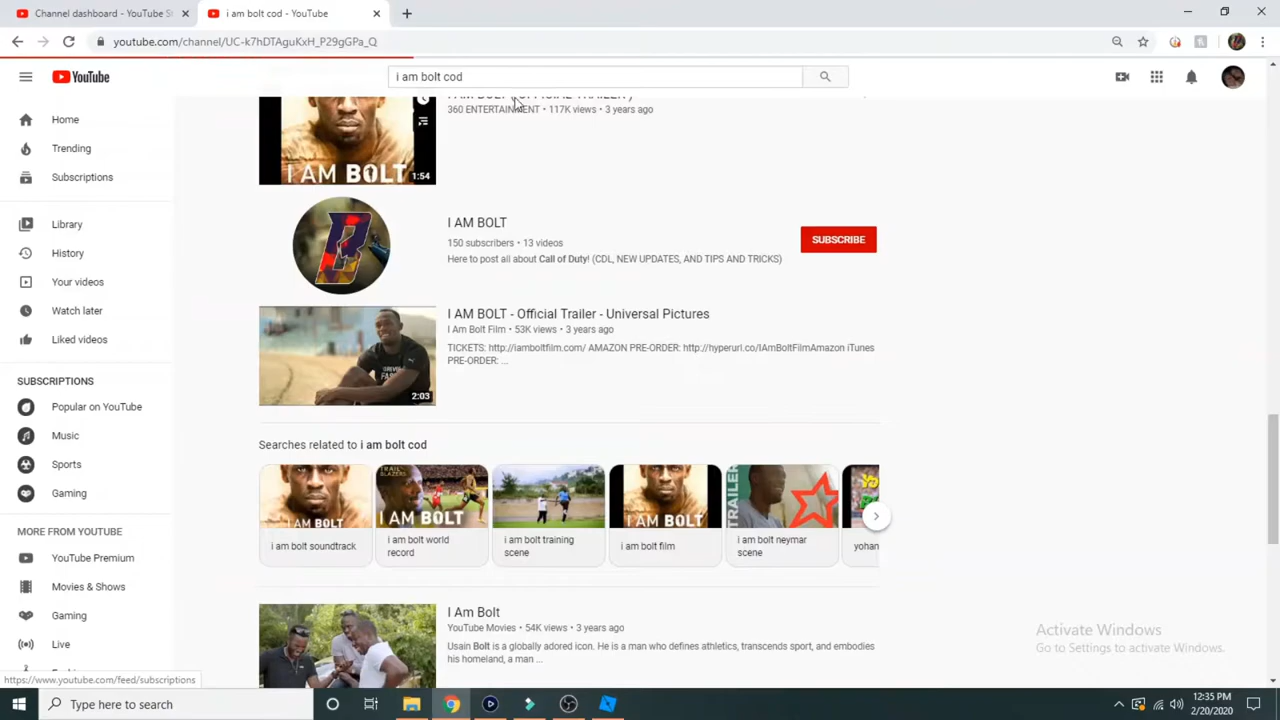 Channel dashboard - YouTube St
i am bolt cod - YouTube
youtube.com/channel/UC-k7hDTAguKxH_P29gGPa_Q
YouTube
i am bolt cod
Home
Trending
Subscriptions
Library
History
Your videos
Watch later
Liked videos
SUBSCRIPTIONS
Popular on YouTube
Music
Sports
Gaming
MORE FROM YOUTUBE
YouTube Premium
Movies & Shows
Gaming
Live
https://www.youtube.com/feed/subscriptions
I AM BOLT (OFFICIAL TRAILER )
360 ENTERTAINMENT • 117K views • 3 years ago
I AM BOLT
1:54
I AM BOLT
150 subscribers • 13 videos
Here to post all about Call of Duty! (CDL, NEW UPDATES, AND TIPS AND TRICKS)
SUBSCRIBE
B
I AM BOLT - Official Trailer - Universal Pictures
I Am Bolt Film • 53K views • 3 years ago
TICKETS: http://iamboltfilm.com/ AMAZON PRE-ORDER: http://hyperurl.co/IAmBoltFilmAmazon iTunes
PRE-ORDER: ...
2:03
Searches related to i am bolt cod
I AM BOLT
I AM BOLT
I AM BOLT
TRAILER
i am bolt soundtrack
i am bolt world
record
i am bolt training
scene
i am bolt film
i am bolt neymar
scene
yohan
I Am Bolt
YouTube Movies • 54K views • 3 years ago
Usain Bolt is a globally adored icon. He is a man who defines athletics, transcends sport, and embodies
his homeland, a man ...
Activate Windows
Go to Settings to activate Windows.
Type here to search
12:35 PM
2/20/2020